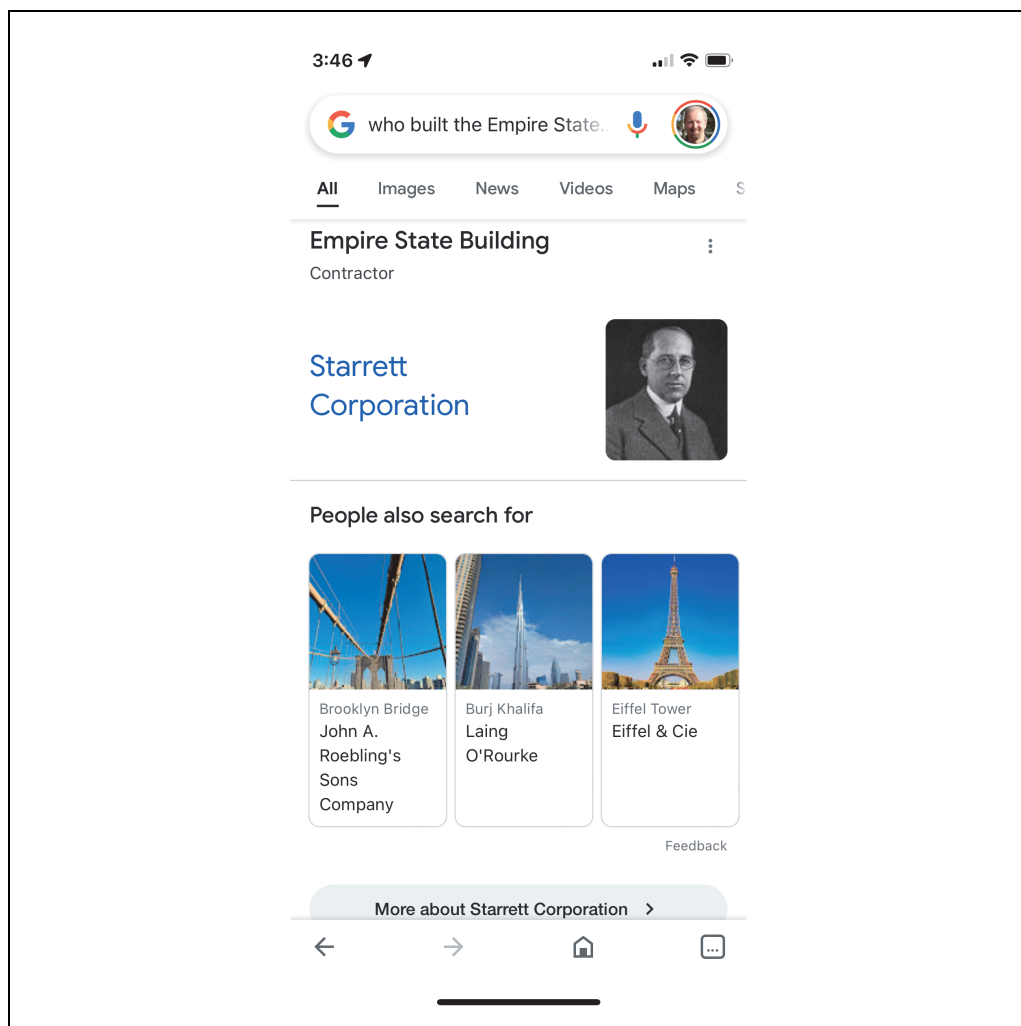 3:46
who built the Empire State...
All Images News Videos Maps S
Empire State Building
Contractor
Starrett
Corporation
People also search for
Brooklyn Bridge
John A.
Roebling's
Sons
Company
Burj Khalifa
Laing
O'Rourke
Eiffel Tower
Eiffel & Cie
Feedback
More about Starrett Corporation